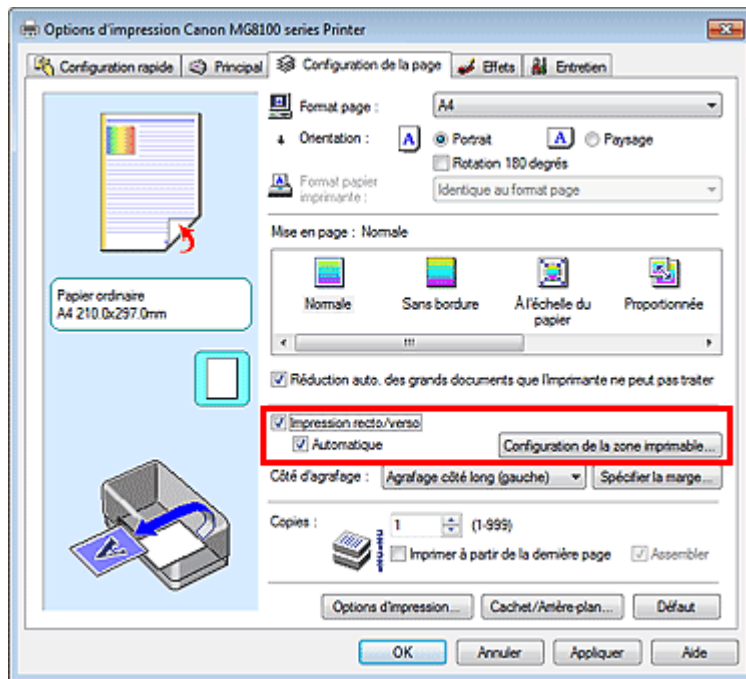 Options d'impression Canon MG8100 series Printer
Configuration rapide Principal Configuration de la page Effets Entretien
Format page : A4
Orientation : A Portrait A Paysage
Rotation 180 degrés
Format papier
imprimante : Identique au format page
Mise en page : Normale
Normale Sans bordure À l'échelle du
papier Proportionnée
Papier ordinaire
A4 210.0x297.0mm
Réduction auto. des grands documents que l'imprimante ne peut pas traiter
Impression recto/verso
Automatique Configuration de la zone imprimable...
Côté d'agrafage : Agrafage côté long (gauche) Spécifier la marge...
Copies : 1 (1-999)
Imprimer à partir de la dernière page Assembler
Options d'impression... Cachet/Arrière-plan... Défaut
OK Annuler Appliquer Aide